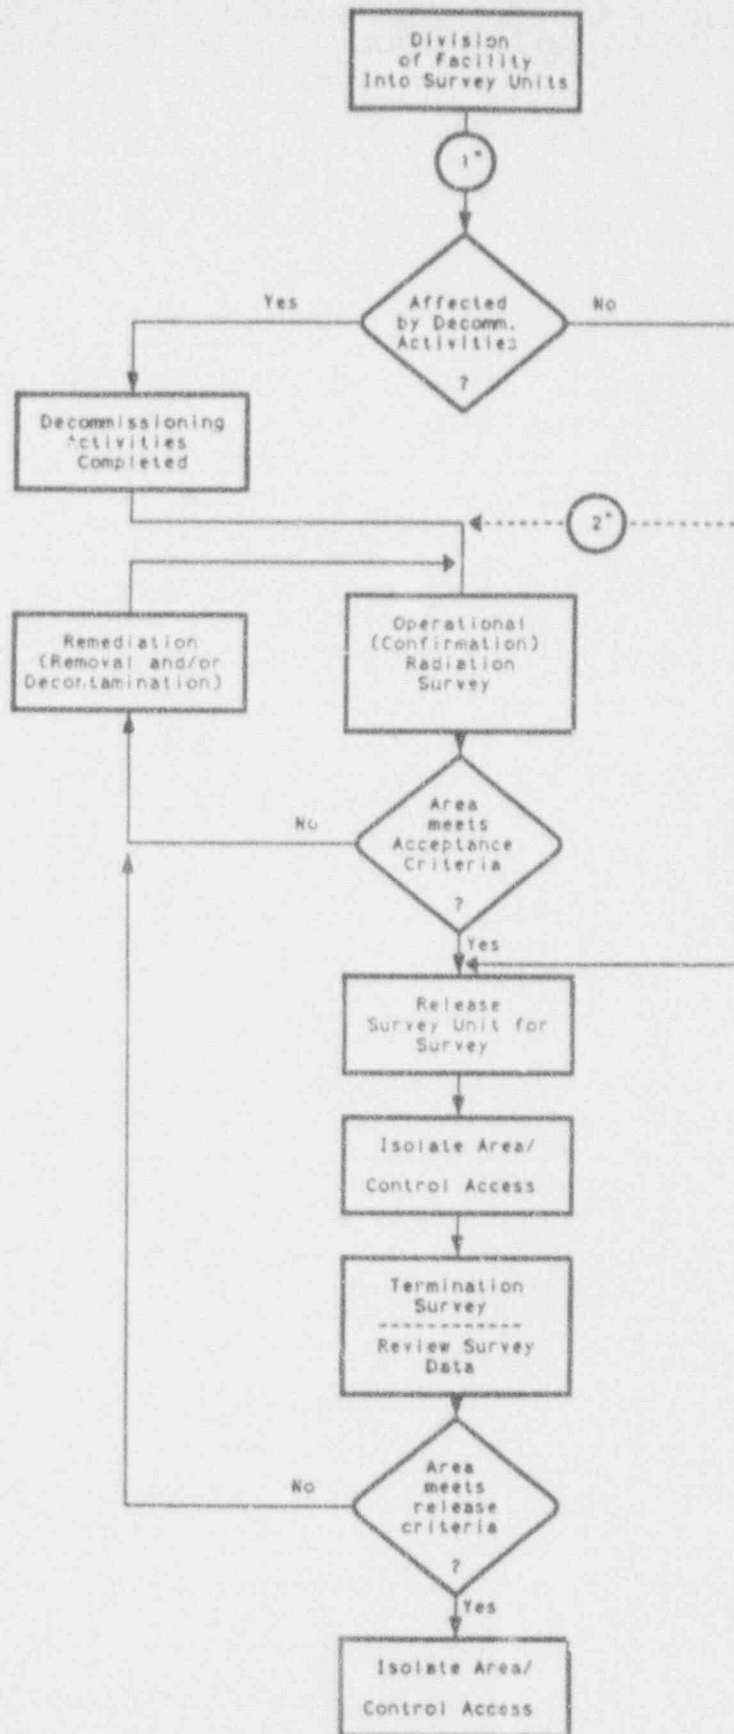 Division
of Facility
Into Survey Units
1*
Yes
Affected
by Decomm.
Activities
?
No
Decommissioning
Activities
Completed
2*
Remediation
(Removal and/or
Decontamination)
Operational
(Confirmation)
Radiation
Survey
No
Area
meets
Acceptance
Criteria
?
Yes
Release
Survey Unit for
Survey
Isolate Area/
Control Access
Termination
Survey
------------
Review Survey
Data
No
Area
meets
release
criteria
?
Yes
Isolate Area/
Control Access